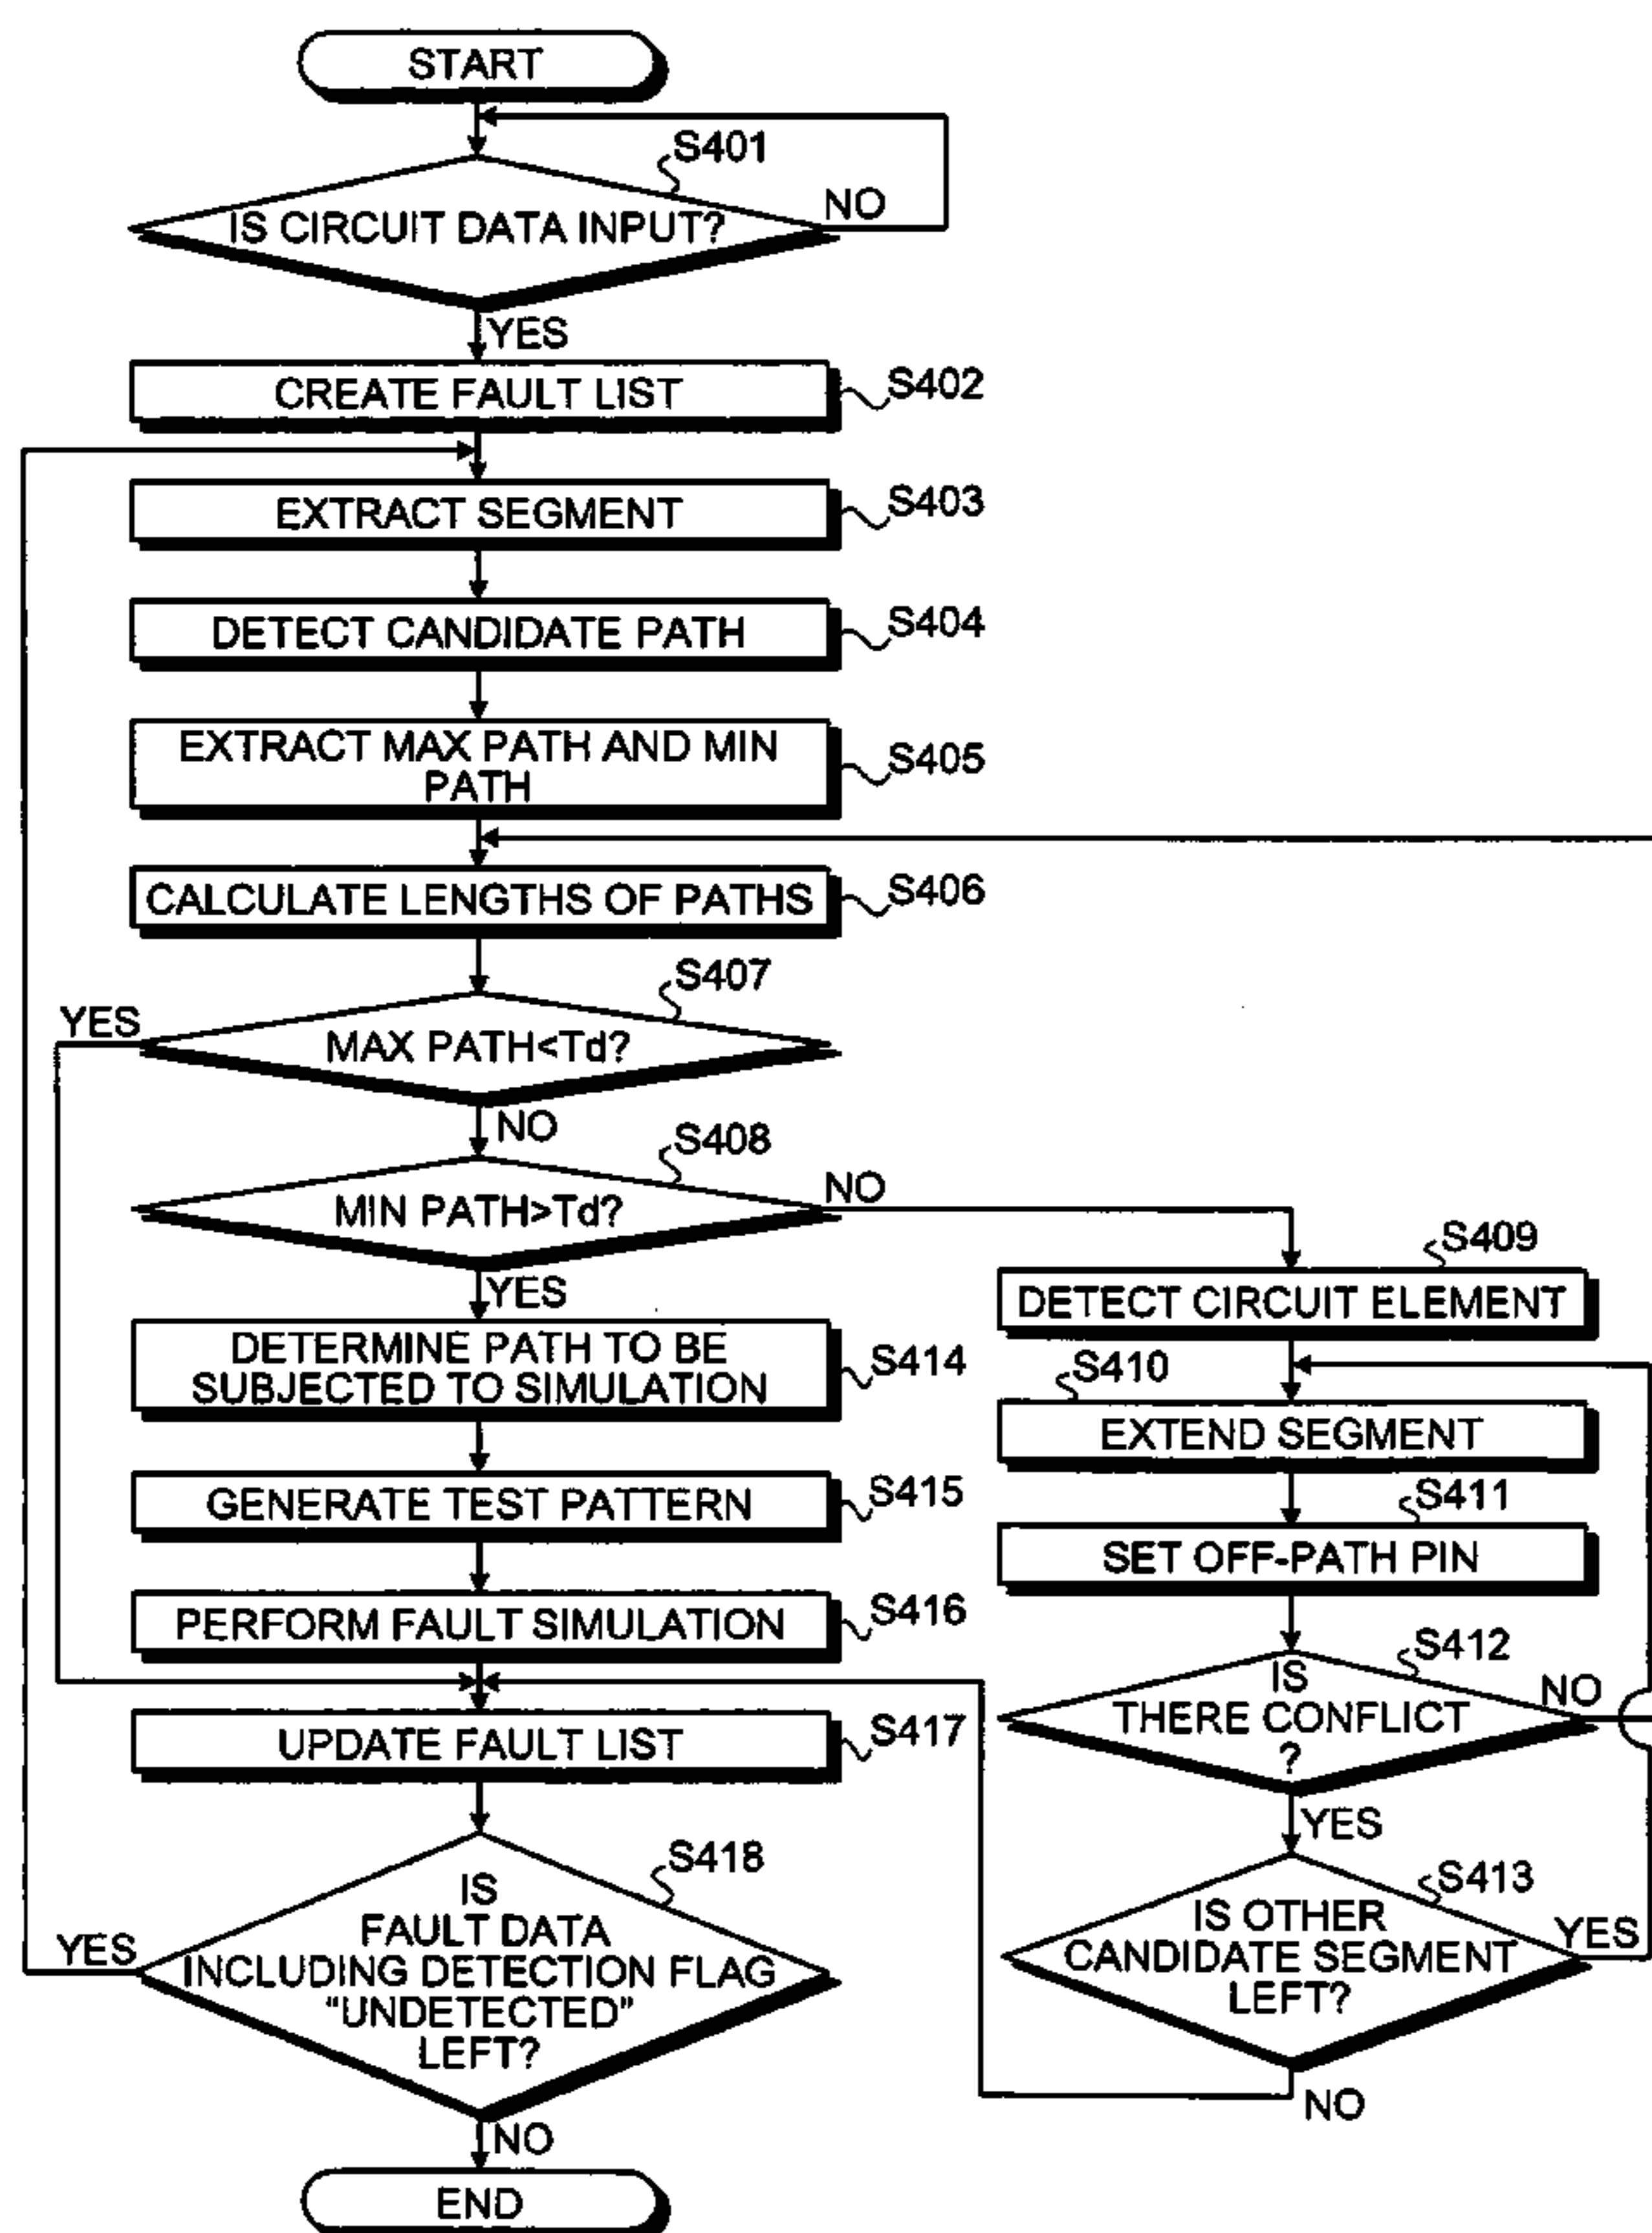 START
S401
IS CIRCUIT DATA INPUT?
NO
YES
CREATE FAULT LIST
S402
EXTRACT SEGMENT
S403
DETECT CANDIDATE PATH
S404
EXTRACT MAX PATH AND MIN
PATH
S405
CALCULATE LENGTHS OF PATHS
S406
S407
YES
MAX PATH<Td?
NO
S408
MIN PATH>Td?
NO
YES
S409
DETECT CIRCUIT ELEMENT
S410
EXTEND SEGMENT
S411
SET OFF-PATH PIN
S412
IS
THERE CONFLICT
?
NO
YES
S413
IS OTHER
CANDIDATE SEGMENT
LEFT?
YES
NO
DETERMINE PATH TO BE
SUBJECTED TO SIMULATION
S414
GENERATE TEST PATTERN
S415
PERFORM FAULT SIMULATION
S416
UPDATE FAULT LIST
S417
S418
IS
FAULT DATA
INCLUDING DETECTION FLAG
"UNDETECTED"
LEFT?
YES
NO
END